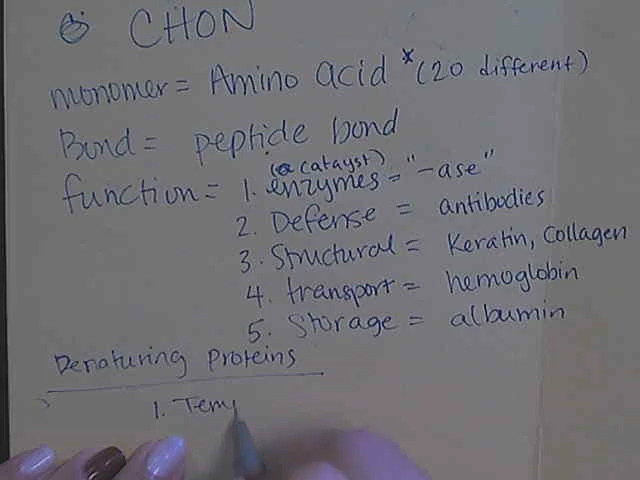 CHON
monomer = Amino acid * (20 different)
Bond = peptide bond
(a catayst)
function = 1. enzymes = "-ase"
2. Defense = antibodies
3. Structural = Keratin, Collagen
4. transport = hemoglobin
5. Storage = albumin
Denaturing Proteins
1. Tem